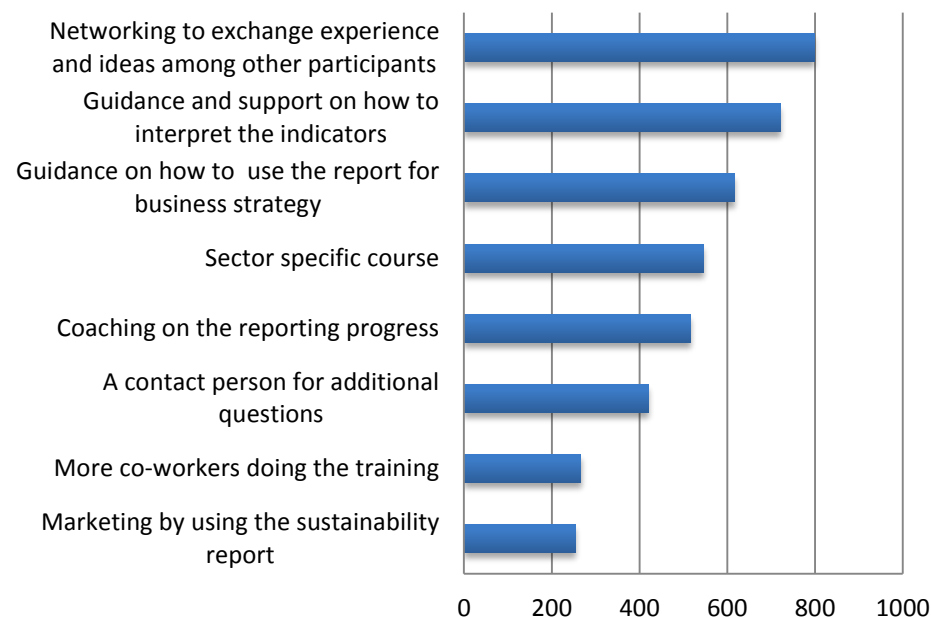 Networking to exchange experience
and ideas among other participants
Guidance and support on how to
interpret the indicators
Guidance on how to  use the report for
business strategy
Sector specific course
Coaching on the reporting progress
A contact person for additional
questions
More co-workers doing the training
Marketing by using the sustainability
report
0 200 400 600 800 1000